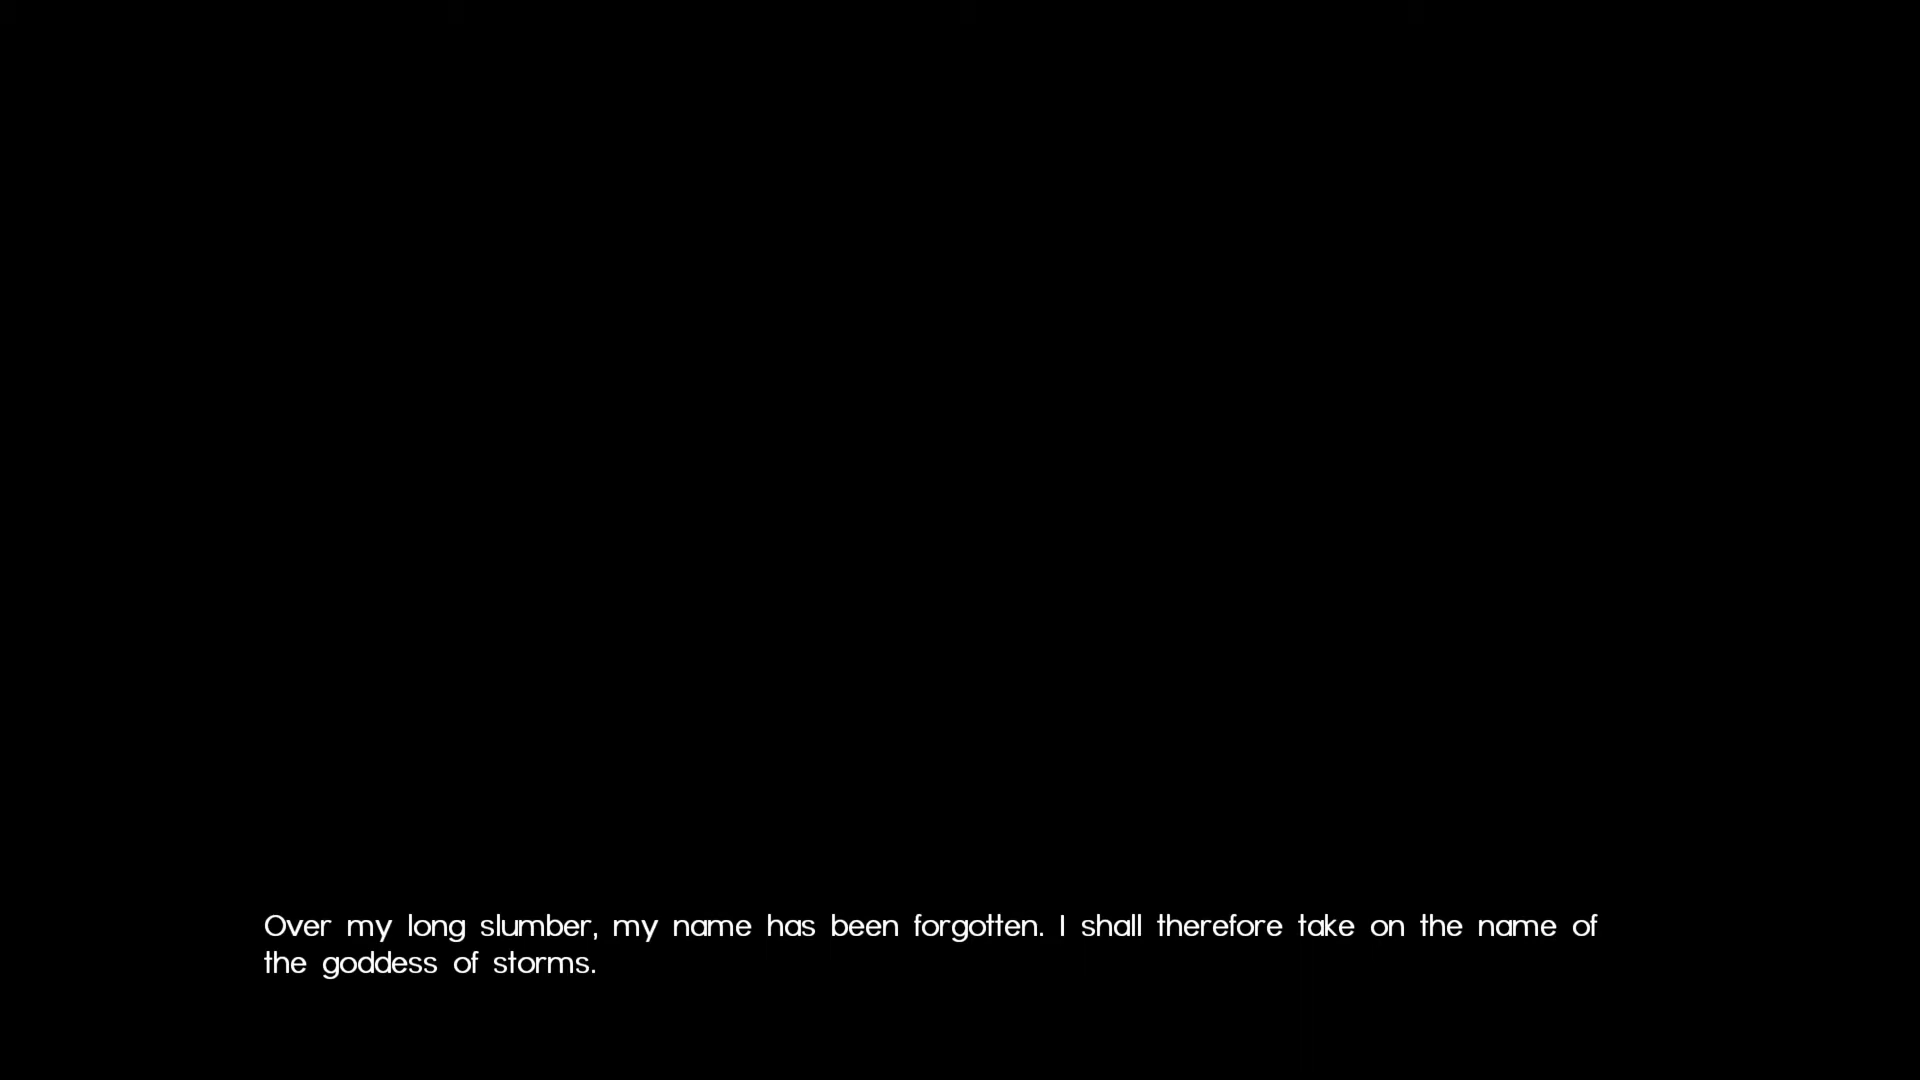 Over my long slumber, my name has been forgotten. I shall therefore take on the name of
the goddess of storms.